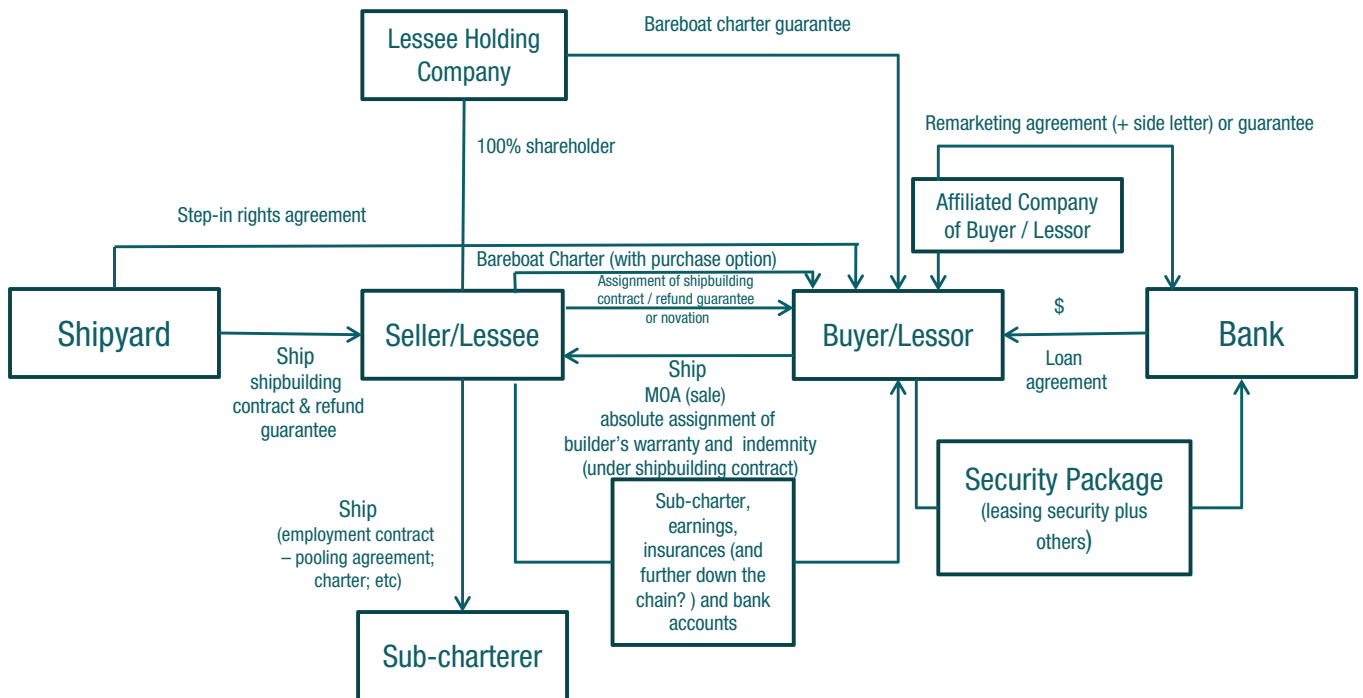 Bareboat charter guarantee
Lessee Holding
Company
Remarketing agreement (+ side letter) or guarantee
100% shareholder
Affiliated Company
of Buyer / Lessor
Step-in rights agreement
Bareboat Charter (with purchase option)
Assignment of shipbuilding
contract / refund guarantee
or novation
Shipyard
Seller/Lessee
Buyer/Lessor
$
Bank
Loan
agreement
Ship
shipbuilding
contract & refund
guarantee
Ship
MOA (sale)
absolute assignment of
builder's warranty and indemnity
(under shipbuilding contract)
Security Package
(leasing security plus
others)
Sub-charter,
earnings,
insurances (and
further down the
chain? ) and bank
accounts
Ship
(employment contract
– pooling agreement;
charter; etc)
Sub-charterer